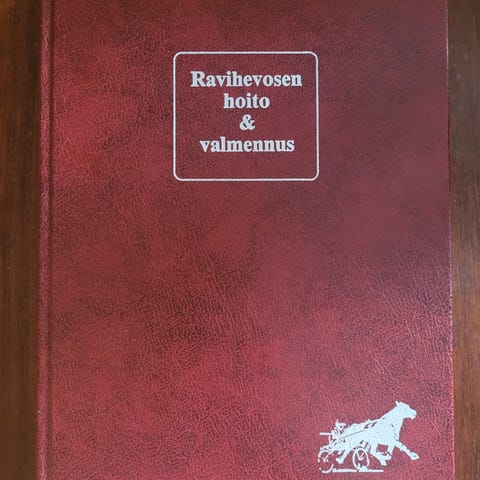 Ravihevosen
hoito
&
valmennus